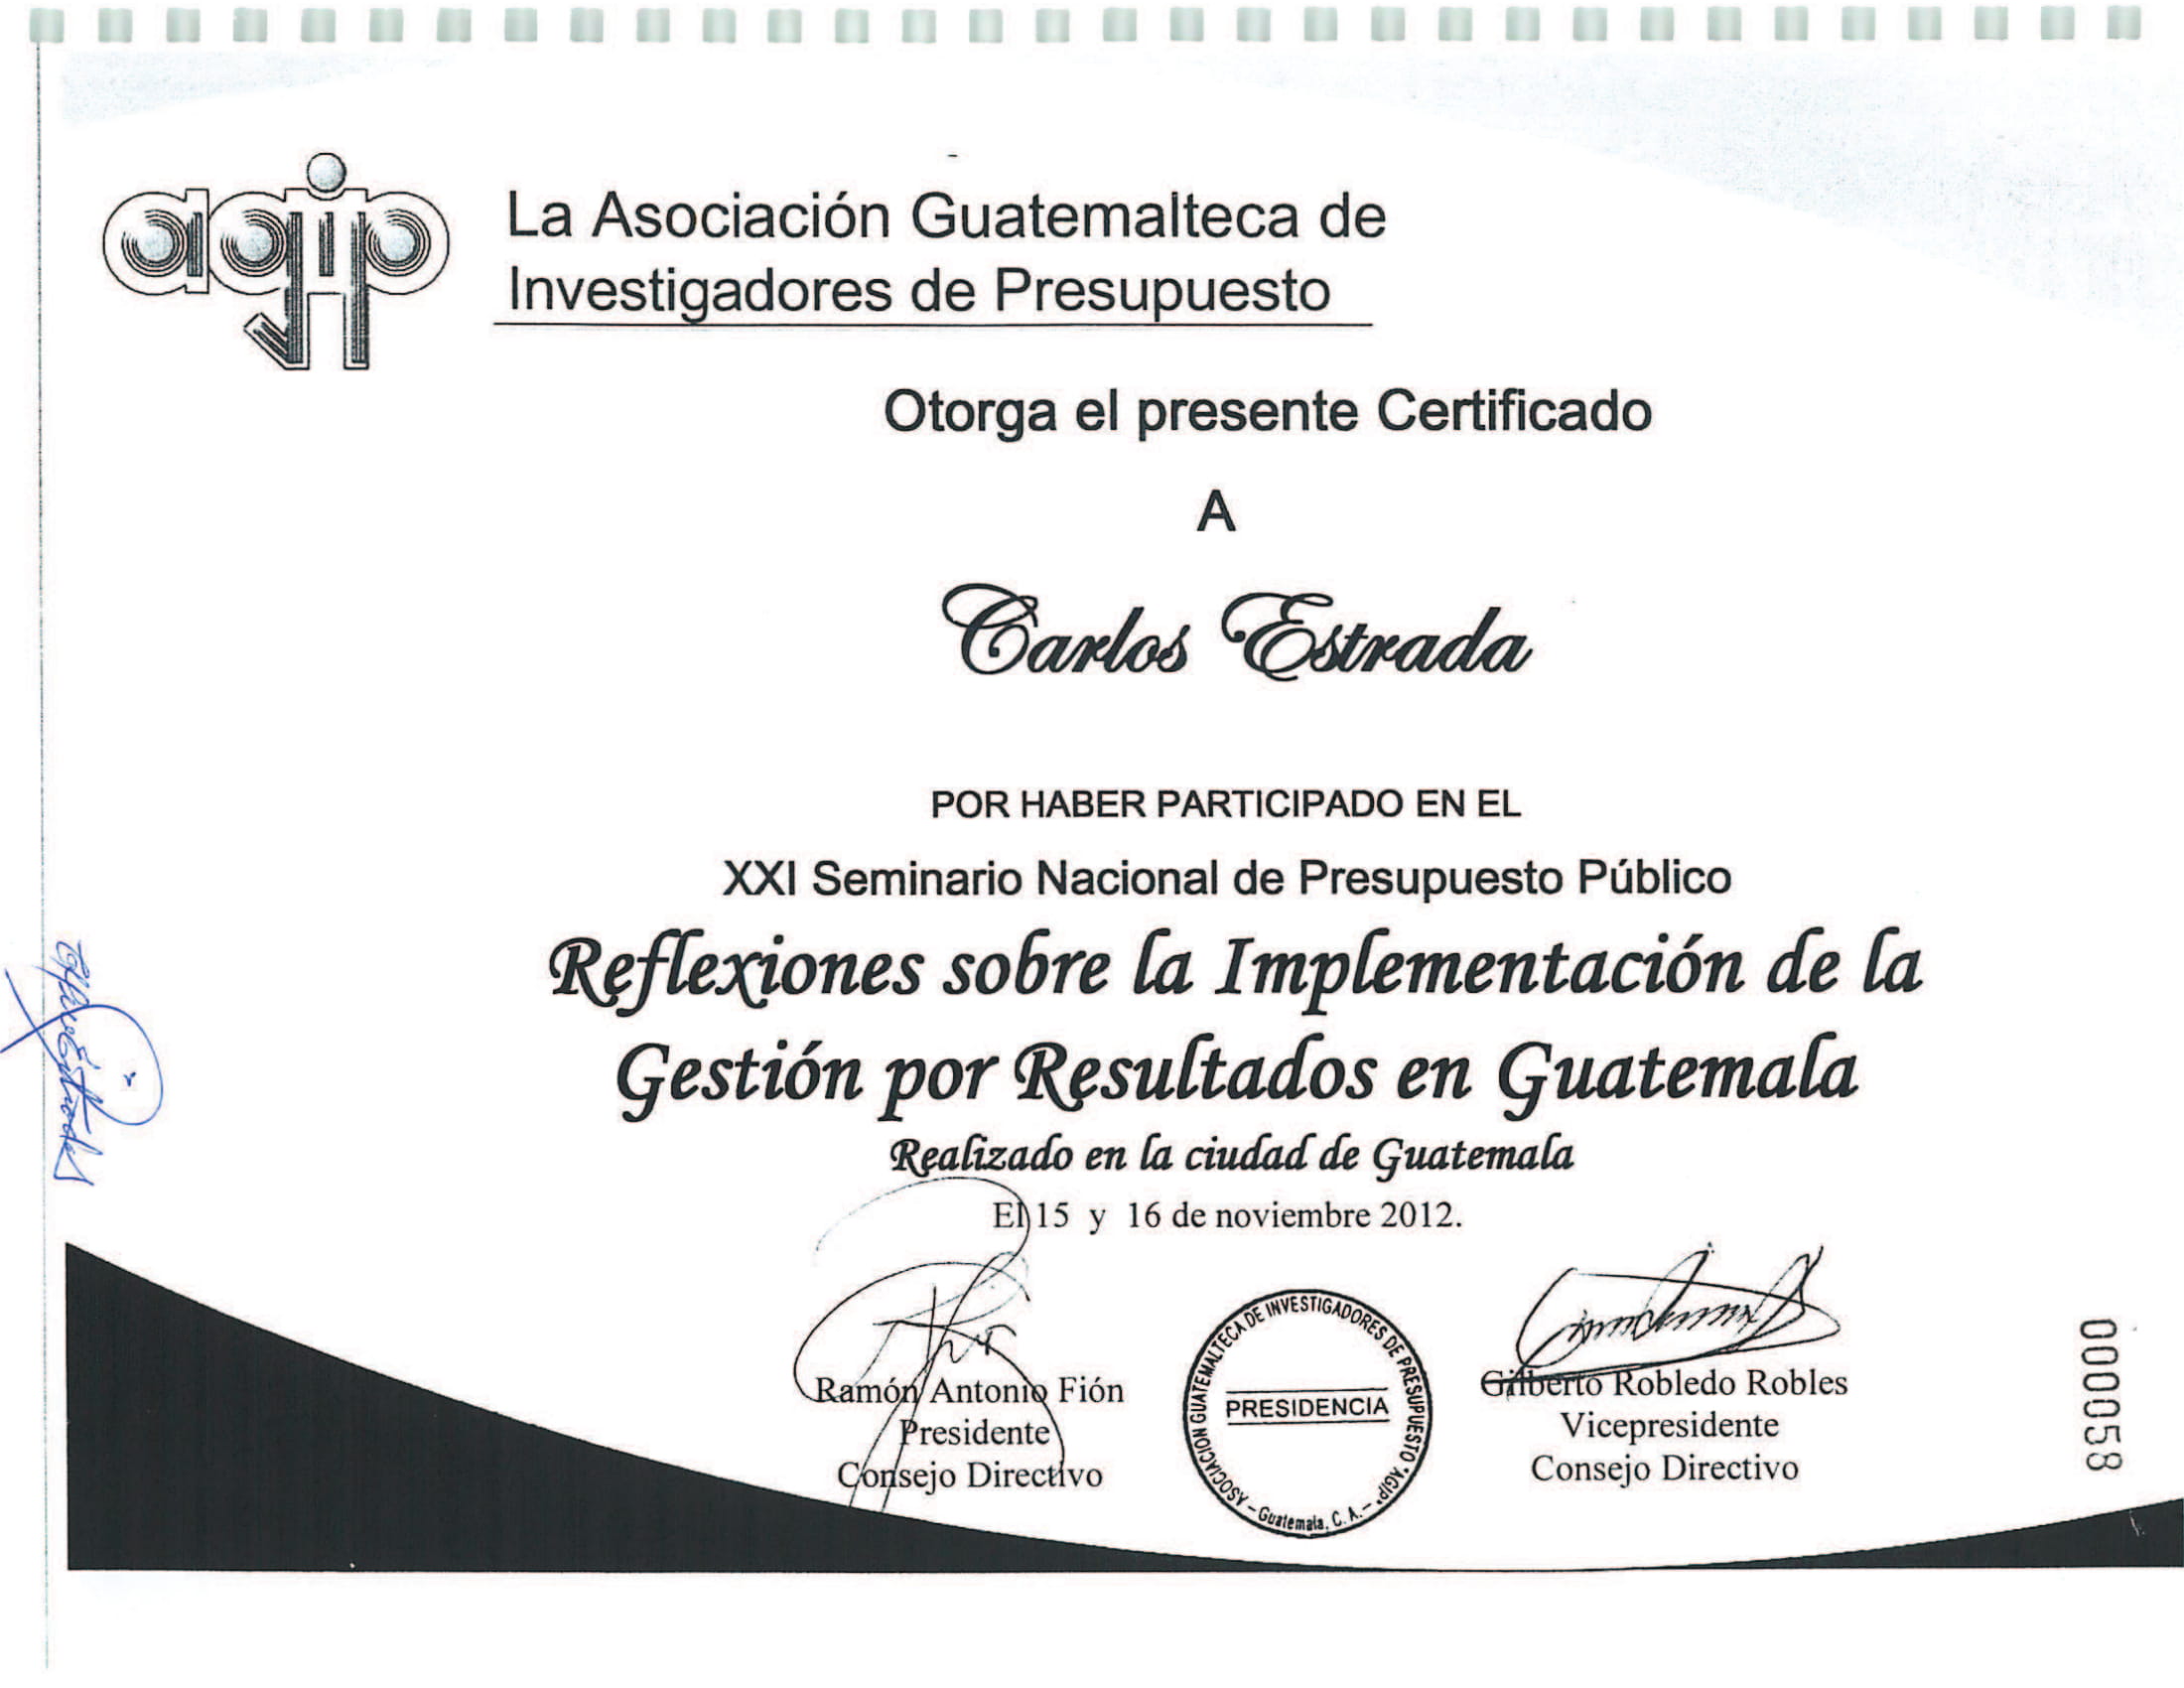 agip
La Asociación Guatemalteca de
Investigadores de Presupuesto
Otorga el presente Certificado
A
Carlos Estrada
POR HABER PARTICIPADO EN EL
XXI Seminario Nacional de Presupuesto Público
Reflexiones sobre la Implementación de la
Gestión por Resultados en Guatemala
Realizado en la ciudad de Guatemala
El 15 y 16 de noviembre 2012.
Ramón Antonio Fión
Presidente
Consejo Directivo
ASOCIACION GUATEMALTECA DE INVESTIGADORES DE PRESUPUESTO "AGIP"
PRESIDENCIA
- Guatemala, C. A. -
Gilberto Robledo Robles
Vicepresidente
Consejo Directivo
000058